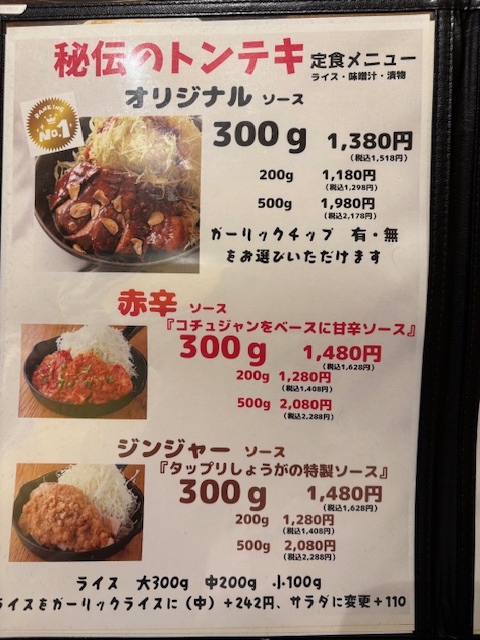 秘伝のトンテキ 定食メニュー
ライス・味噌汁・漬物
オリジナル ソース
RANKING
No.1
300g 1,380円
(税込1,518円)
200g 1,180円
(税込1,298円)
500g 1,980円
(税込2,178円)
ガーリックチップ 有・無
をお選びいただけます
赤辛 ソース
『コチュジャンをベースに甘辛ソース』
300g 1,480円
(税込1,628円)
200g 1,280円
(税込1,408円)
500g 2,080円
(税込2,288円)
ジンジャー ソース
『タップリしょうがの特製ソース』
300g 1,480円
(税込1,628円)
200g 1,280円
(税込1,408円)
500g 2,080円
(税込2,288円)
ライス 大300g 中200g 小100g
ライスをガーリックライスに(中)+242円、サラダに変更+110